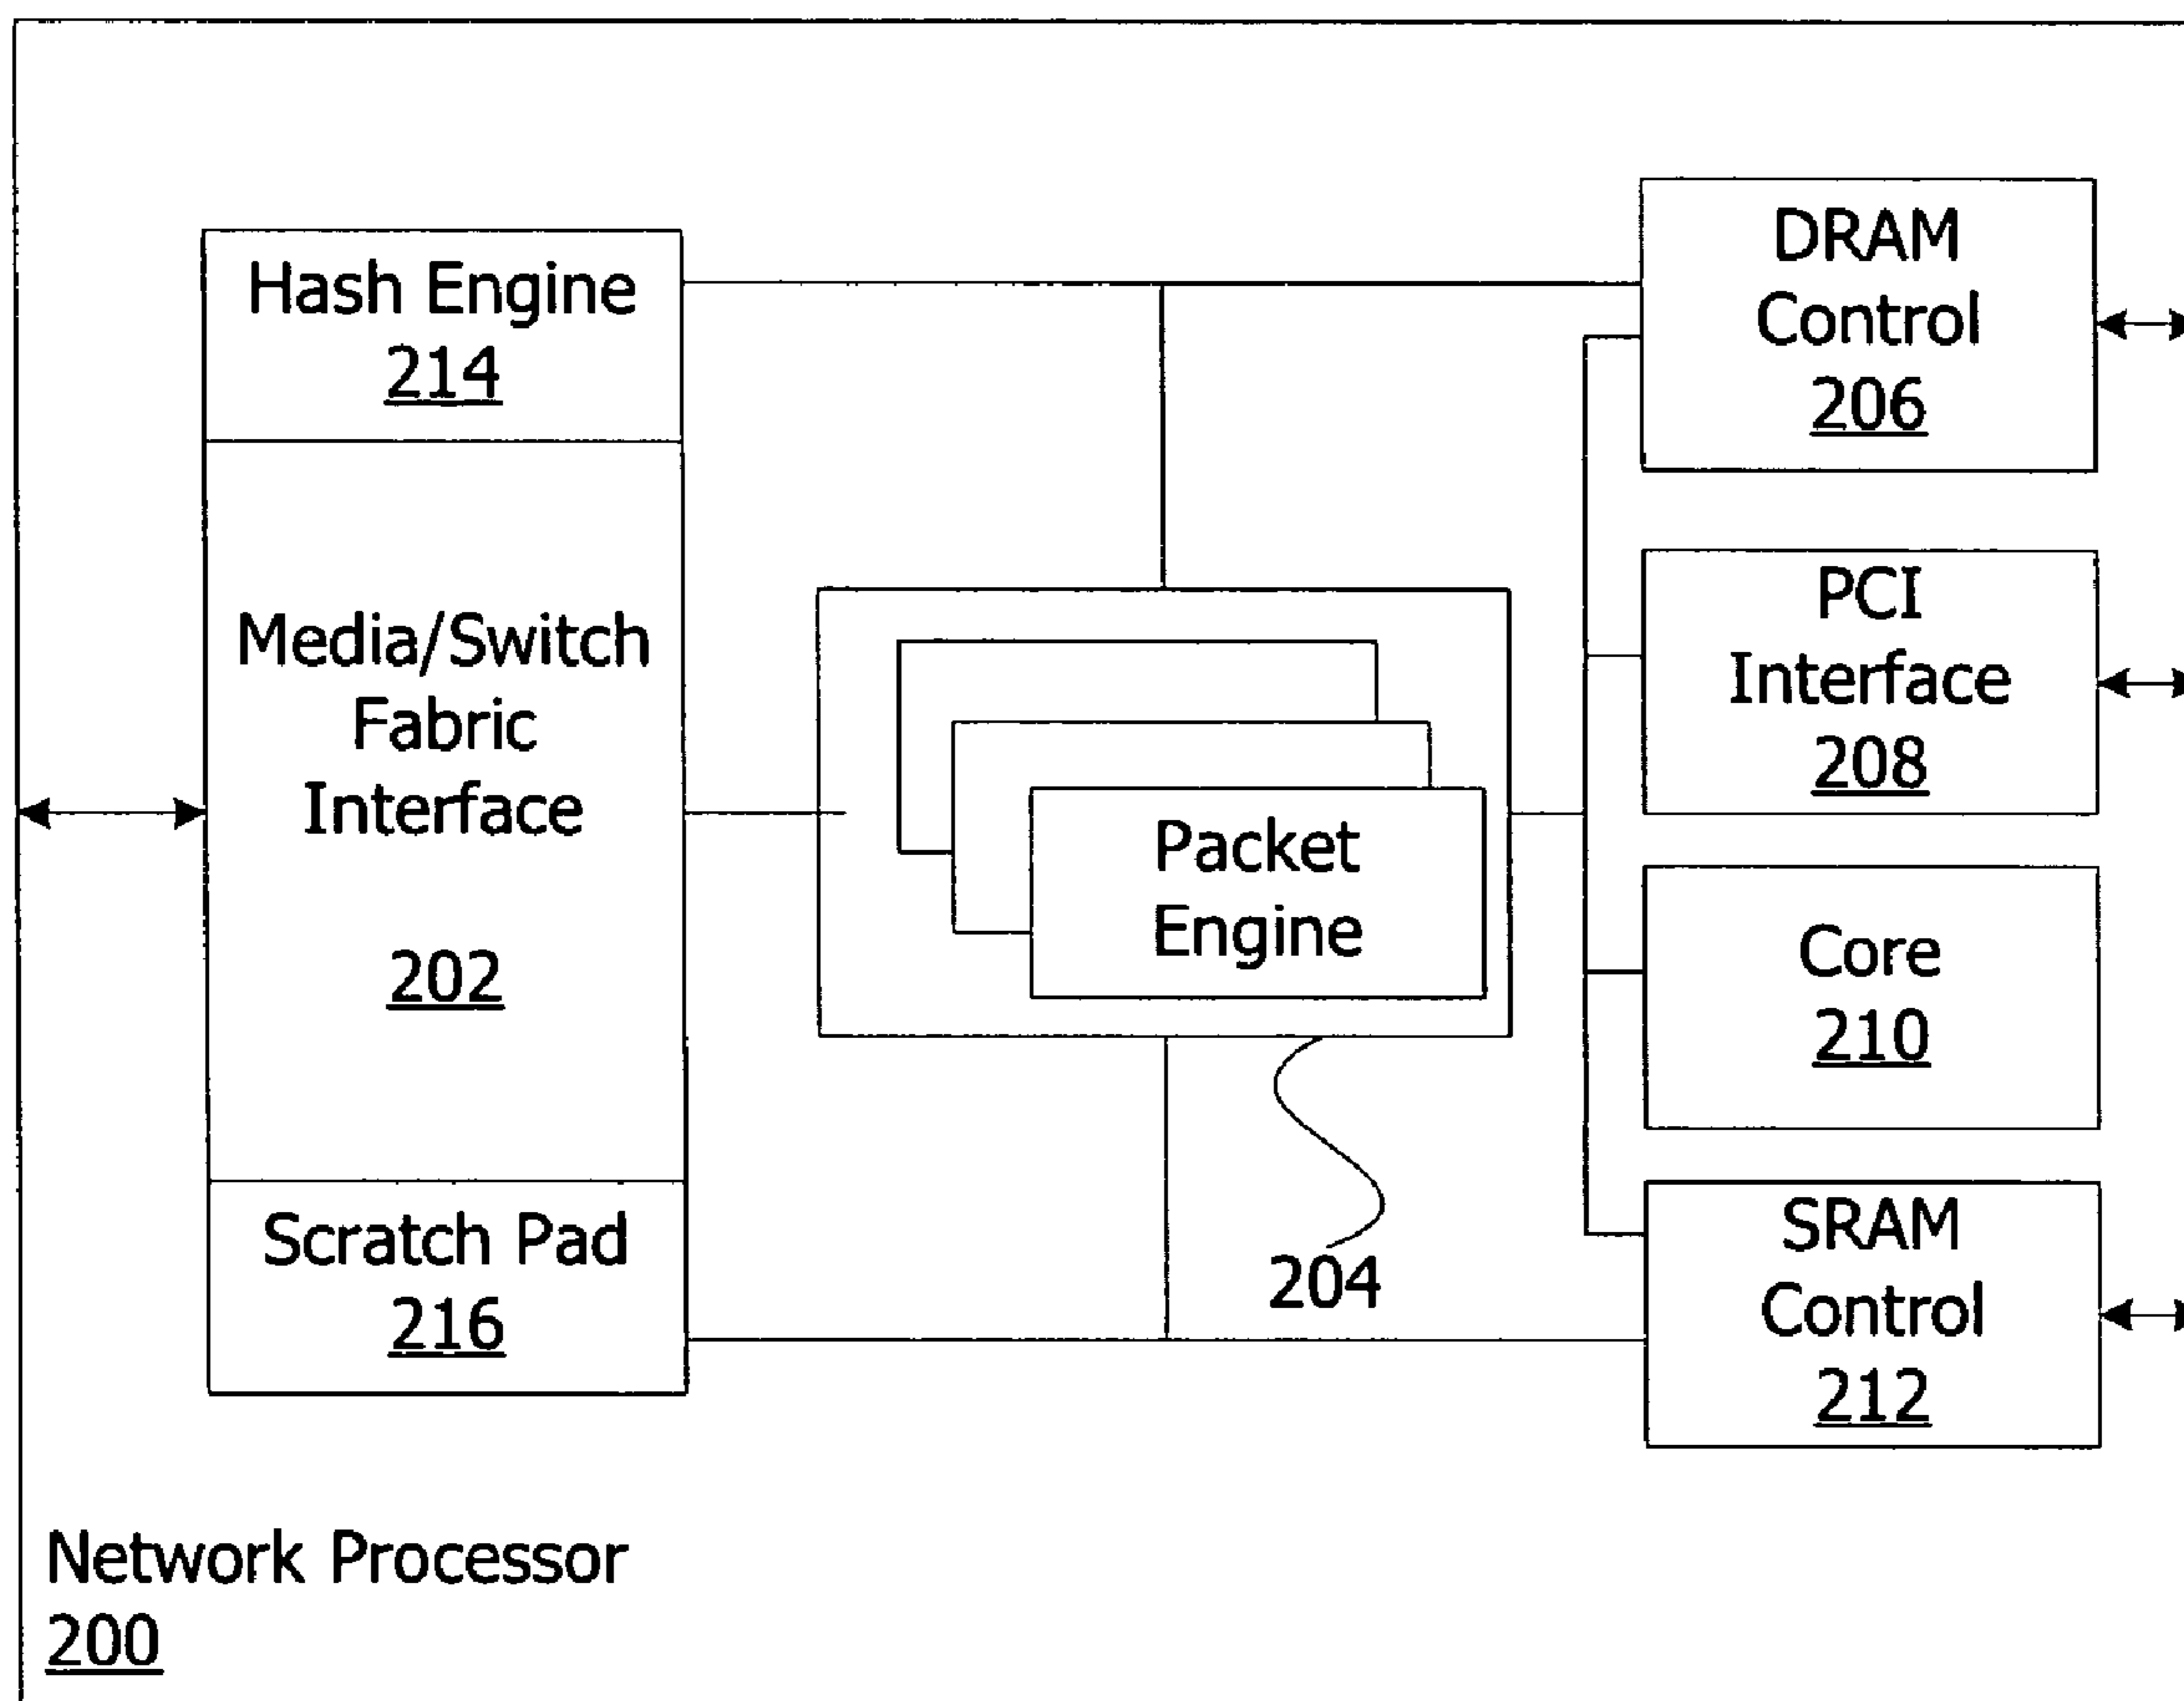 Hash Engine
214
Media/Switch
Fabric
Interface
202
Scratch Pad
216
Packet
Engine
204
DRAM
Control
206
PCI
Interface
208
Core
210
SRAM
Control
212
Network Processor
200